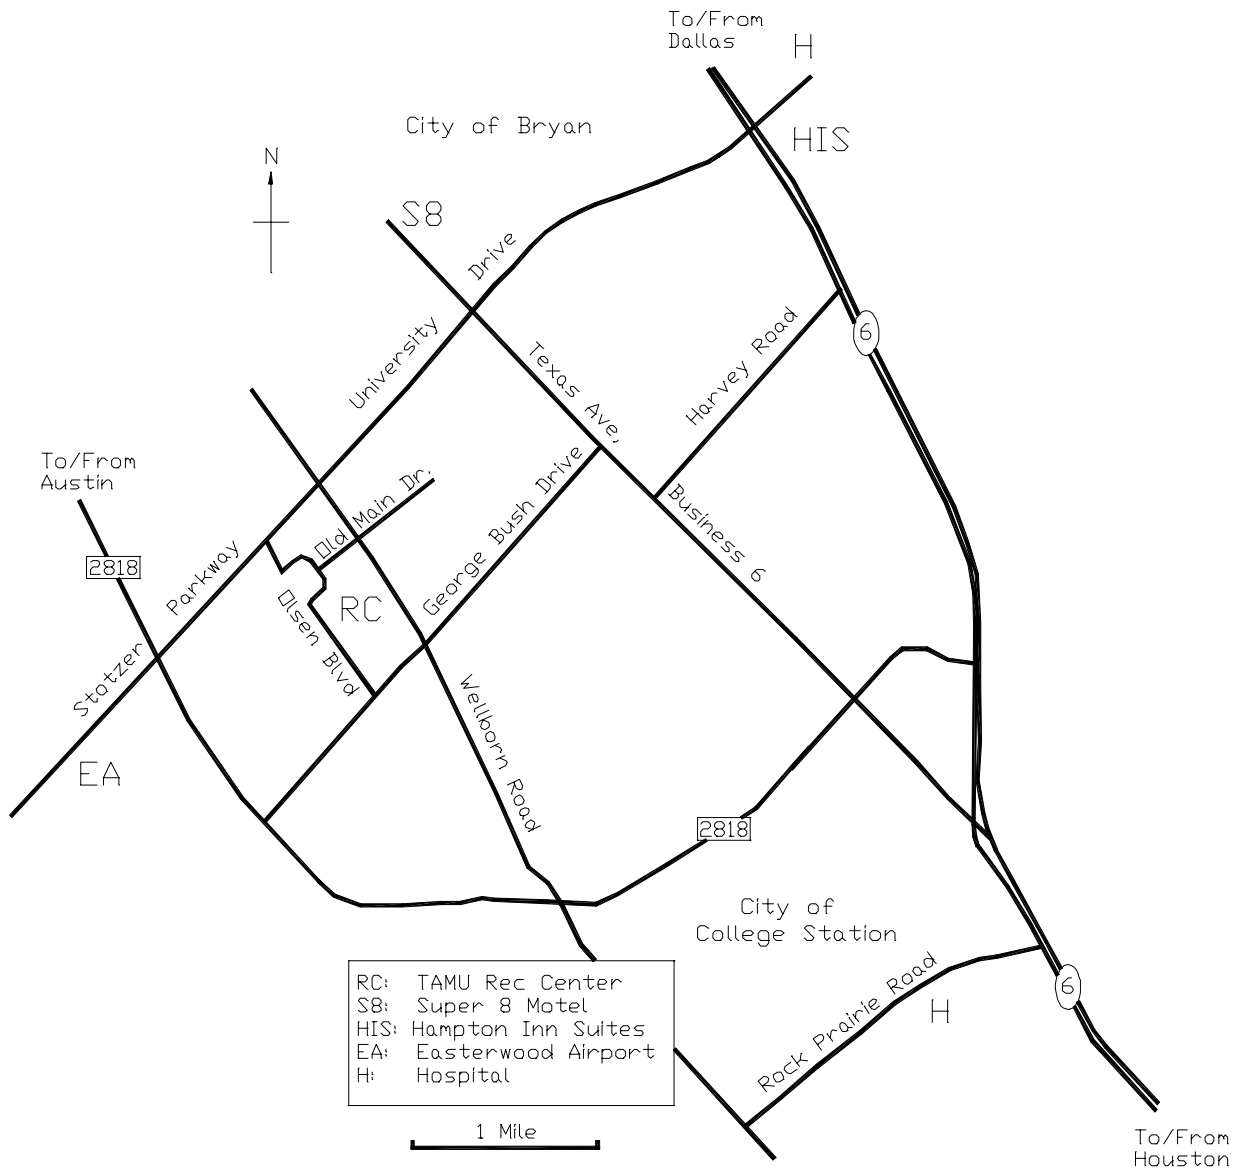 To/From
Dallas
H
City of Bryan
HIS
N
S8
Drive
University
Texas Ave,
Harvey Road
6
To/From
Austin
Old Main Dr.
George Bush Drive
Business 6
2818
Parkway
Olsen Blvd
RC
Stotzer
Wellborn Road
EA
2818
City of
College Station
Rock Prairie Road
H
6
RC: TAMU Rec Center
S8: Super 8 Motel
HIS: Hampton Inn Suites
EA: Easterwood Airport
H: Hospital
1 Mile
To/From
Houston